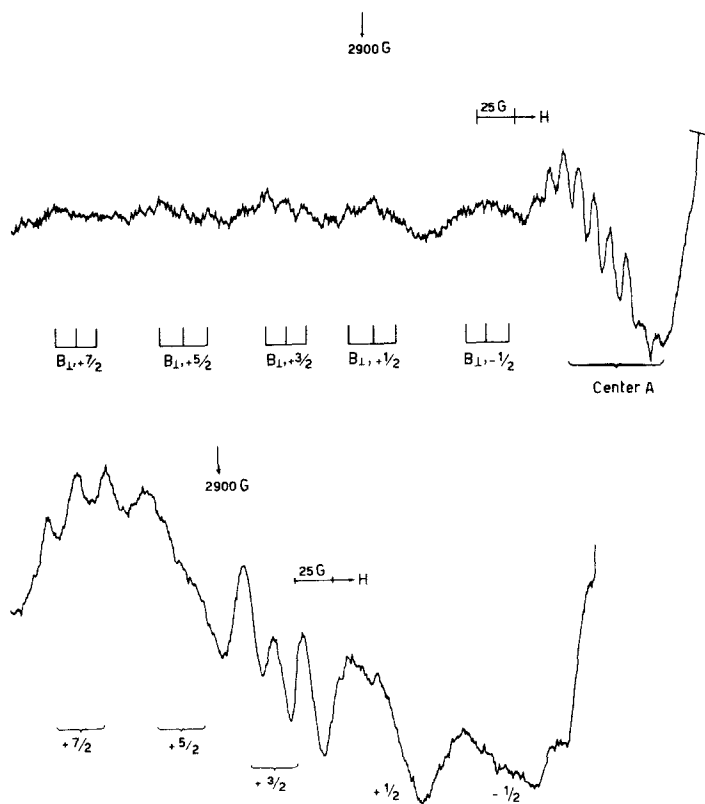 2900 G
25 G H
B⊥,+7/2 B⊥,+5/2 B⊥,+3/2 B⊥,+1/2 B⊥,-1/2
Center A
2900 G
25 G H
+7/2 +5/2 +3/2 +1/2 -1/2